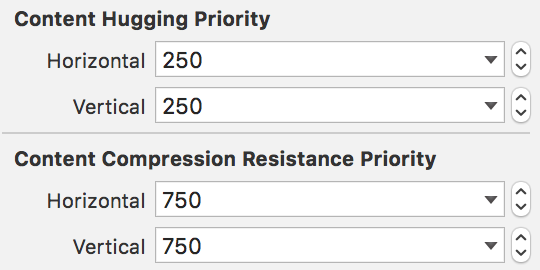 Content Hugging Priority
Horizontal 250
Vertical 250
Content Compression Resistance Priority
Horizontal 750
Vertical 750